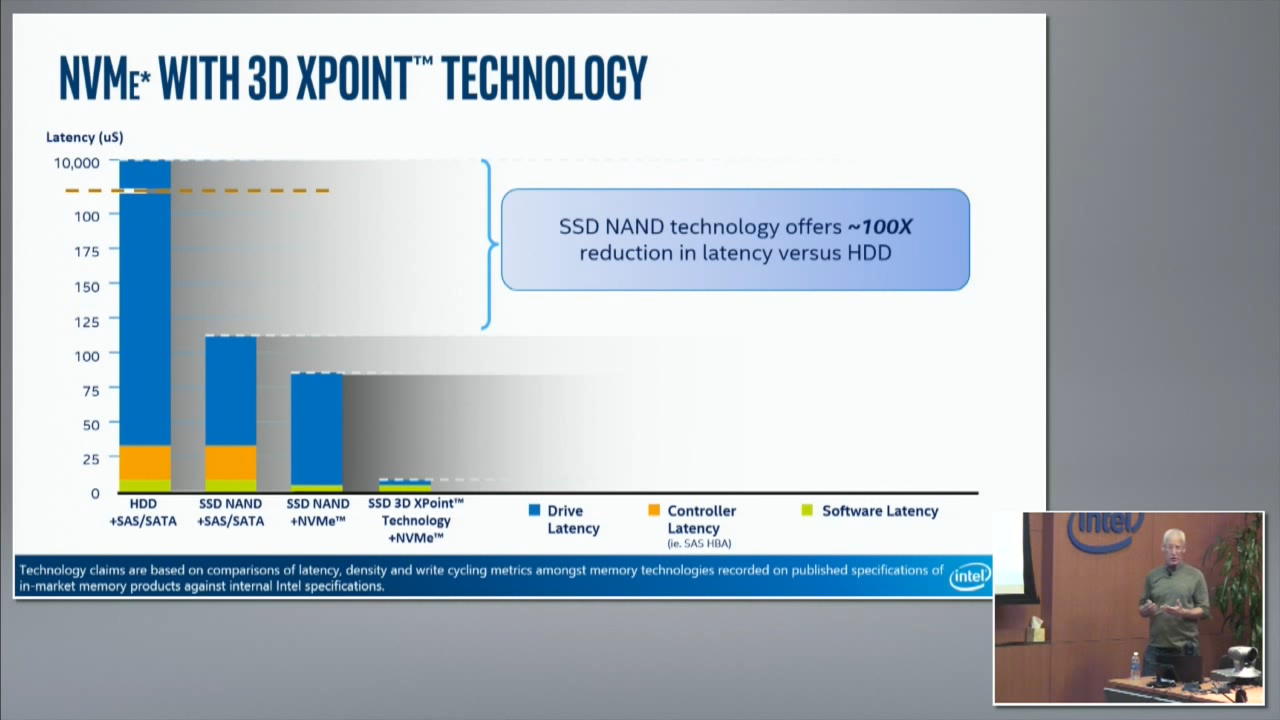 NVMe* WITH 3D XPOINT™ TECHNOLOGY
Latency (uS)
10,000
100
175
150
125
100
75
50
25
0
SSD NAND technology offers ~100X
reduction in latency versus HDD
HDD
+SAS/SATA
SSD NAND
+SAS/SATA
SSD NAND
+NVMe™
SSD 3D XPoint™
Technology
+NVMe™
Drive
Latency
Controller
Latency
(ie. SAS HBA)
Software Latency
Technology claims are based on comparisons of latency, density and write cycling metrics amongst memory technologies recorded on published specifications of
in-market memory products against internal Intel specifications.
intel
intel